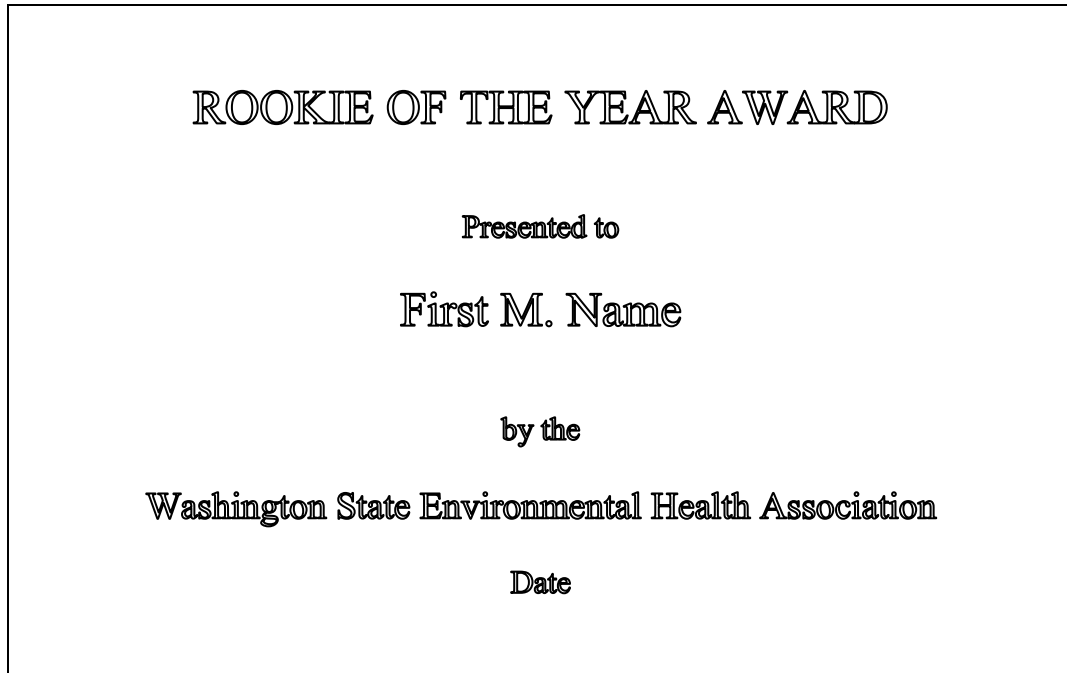 ROOKIE OF THE YEAR AWARD
Presented to
First M. Name
by the
Washington State Environmental Health Association
Date